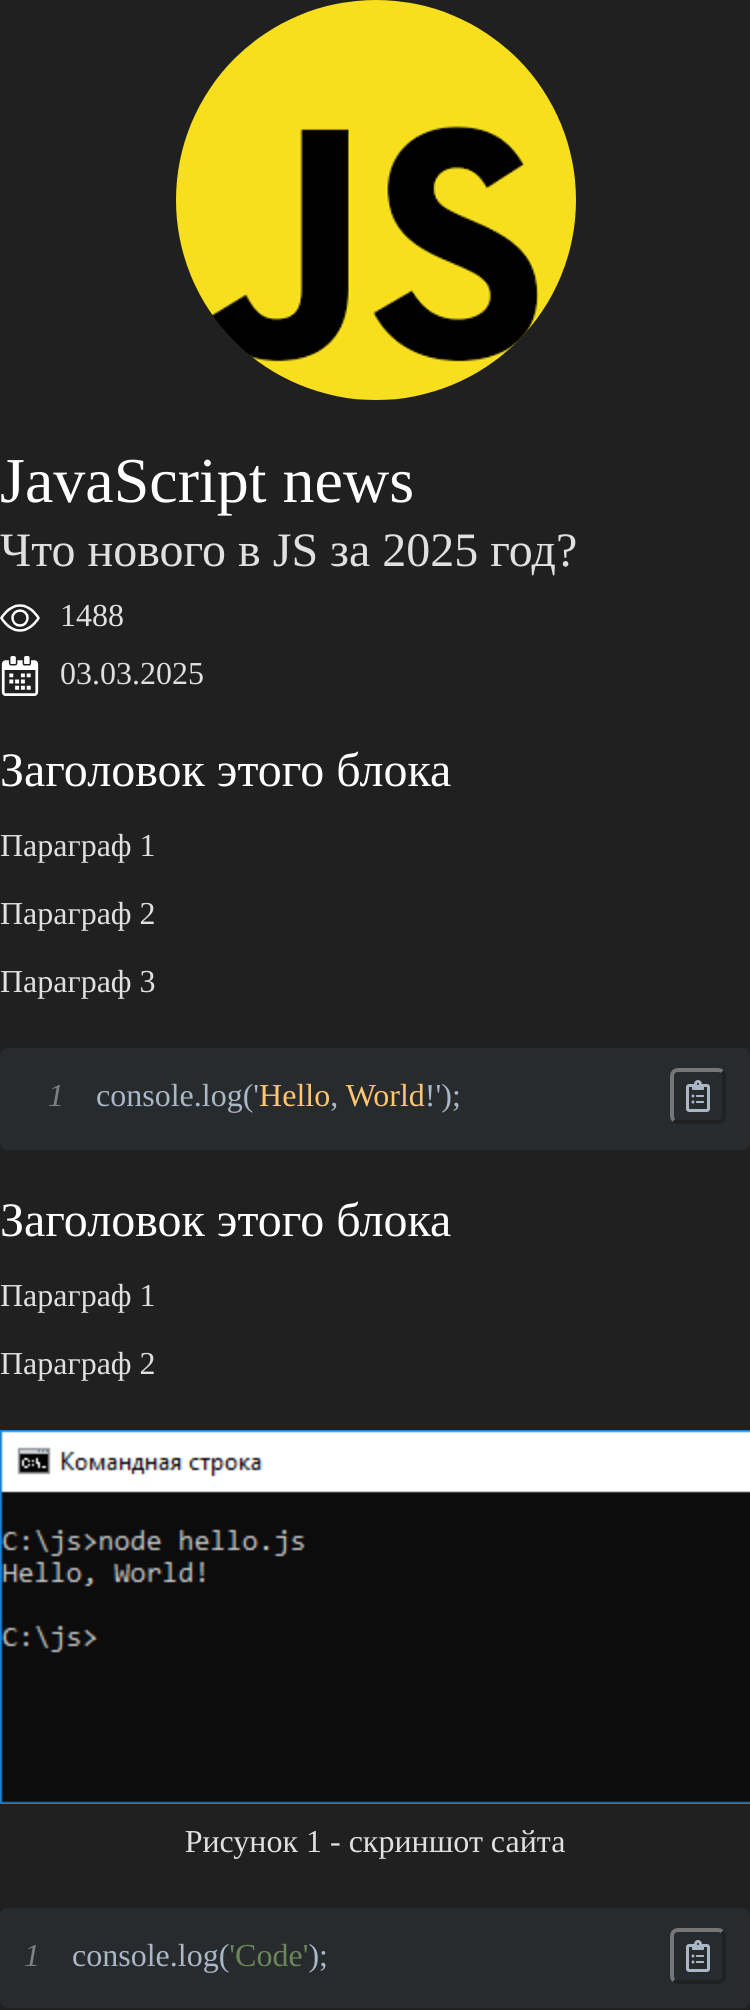 JS
JavaScript news
Что нового в JS за 2025 год?
1488
03.03.2025
Заголовок этого блока
Параграф 1
Параграф 2
Параграф 3
1 console.log('Hello, World!');
Заголовок этого блока
Параграф 1
Параграф 2
C:\. Командная строка
C:\js>node hello.js
Hello, World!
C:\js>
Рисунок 1 - скриншот сайта
1 console.log('Code');